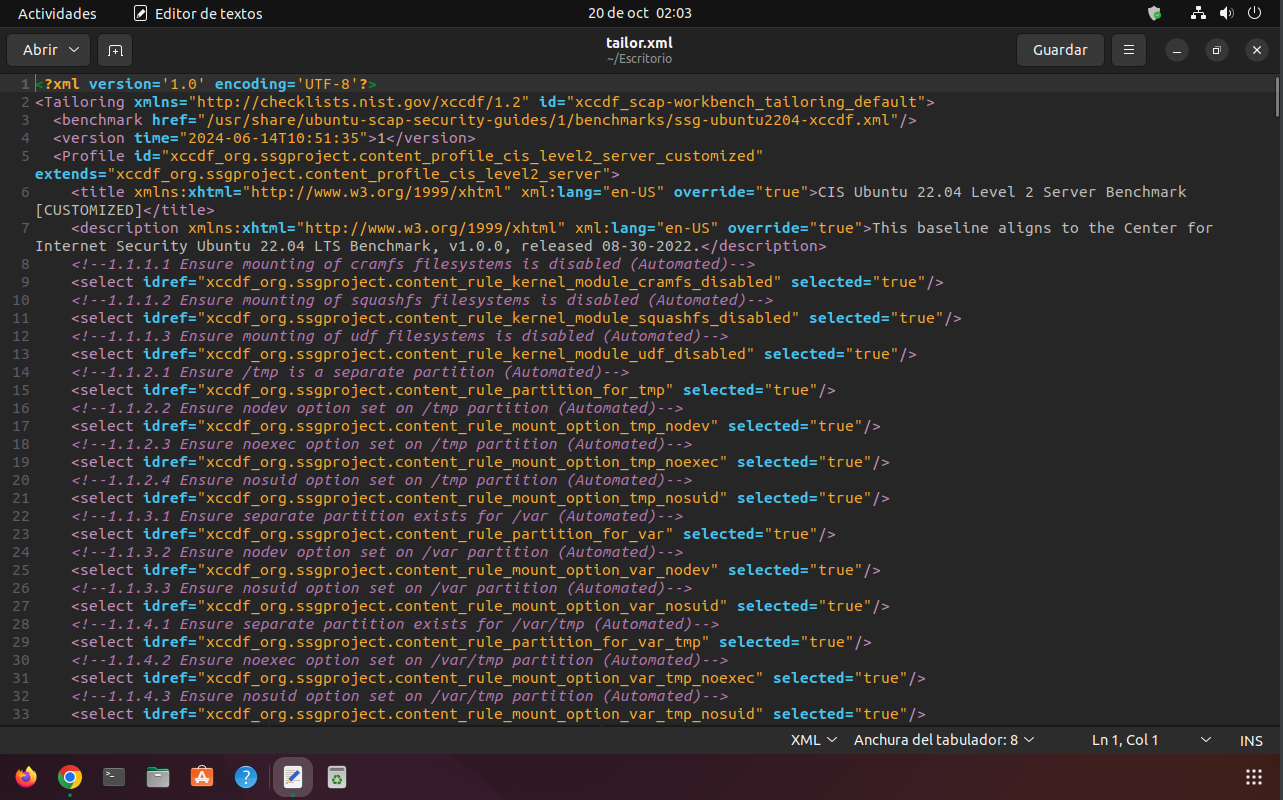 Actividades Editor de textos 20 de oct 02:03
Abrir tailor.xml Guardar
~/Escritorio
1 <?xml version='1.0' encoding='UTF-8'?>
2 <Tailoring xmlns="http://checklists.nist.gov/xccdf/1.2" id="xccdf_scap-workbench_tailoring_default">
3 <benchmark href="/usr/share/ubuntu-scap-security-guides/1/benchmarks/ssg-ubuntu2204-xccdf.xml"/>
4 <version time="2024-06-14T10:51:35">1</version>
5 <Profile id="xccdf_org.ssgproject.content_profile_cis_level2_server_customized"
extends="xccdf_org.ssgproject.content_profile_cis_level2_server">
6 <title xmlns:xhtml="http://www.w3.org/1999/xhtml" xml:lang="en-US" override="true">CIS Ubuntu 22.04 Level 2 Server Benchmark
[CUSTOMIZED]</title>
7 <description xmlns:xhtml="http://www.w3.org/1999/xhtml" xml:lang="en-US" override="true">This baseline aligns to the Center for
Internet Security Ubuntu 22.04 LTS Benchmark, v1.0.0, released 08-30-2022.</description>
8 <!--1.1.1.1 Ensure mounting of cramfs filesystems is disabled (Automated)-->
9 <select idref="xccdf_org.ssgproject.content_rule_kernel_module_cramfs_disabled" selected="true"/>
10 <!--1.1.1.2 Ensure mounting of squashfs filesystems is disabled (Automated)-->
11 <select idref="xccdf_org.ssgproject.content_rule_kernel_module_squashfs_disabled" selected="true"/>
12 <!--1.1.1.3 Ensure mounting of udf filesystems is disabled (Automated)-->
13 <select idref="xccdf_org.ssgproject.content_rule_kernel_module_udf_disabled" selected="true"/>
14 <!--1.1.2.1 Ensure /tmp is a separate partition (Automated)-->
15 <select idref="xccdf_org.ssgproject.content_rule_partition_for_tmp" selected="true"/>
16 <!--1.1.2.2 Ensure nodev option set on /tmp partition (Automated)-->
17 <select idref="xccdf_org.ssgproject.content_rule_mount_option_tmp_nodev" selected="true"/>
18 <!--1.1.2.3 Ensure noexec option set on /tmp partition (Automated)-->
19 <select idref="xccdf_org.ssgproject.content_rule_mount_option_tmp_noexec" selected="true"/>
20 <!--1.1.2.4 Ensure nosuid option set on /tmp partition (Automated)-->
21 <select idref="xccdf_org.ssgproject.content_rule_mount_option_tmp_nosuid" selected="true"/>
22 <!--1.1.3.1 Ensure separate partition exists for /var (Automated)-->
23 <select idref="xccdf_org.ssgproject.content_rule_partition_for_var" selected="true"/>
24 <!--1.1.3.2 Ensure nodev option set on /var partition (Automated)-->
25 <select idref="xccdf_org.ssgproject.content_rule_mount_option_var_nodev" selected="true"/>
26 <!--1.1.3.3 Ensure nosuid option set on /var partition (Automated)-->
27 <select idref="xccdf_org.ssgproject.content_rule_mount_option_var_nosuid" selected="true"/>
28 <!--1.1.4.1 Ensure separate partition exists for /var/tmp (Automated)-->
29 <select idref="xccdf_org.ssgproject.content_rule_partition_for_var_tmp" selected="true"/>
30 <!--1.1.4.2 Ensure noexec option set on /var/tmp partition (Automated)-->
31 <select idref="xccdf_org.ssgproject.content_rule_mount_option_var_tmp_noexec" selected="true"/>
32 <!--1.1.4.3 Ensure nosuid option set on /var/tmp partition (Automated)-->
33 <select idref="xccdf_org.ssgproject.content_rule_mount_option_var_tmp_nosuid" selected="true"/>
XML Anchura del tabulador: 8 Ln 1, Col 1 INS